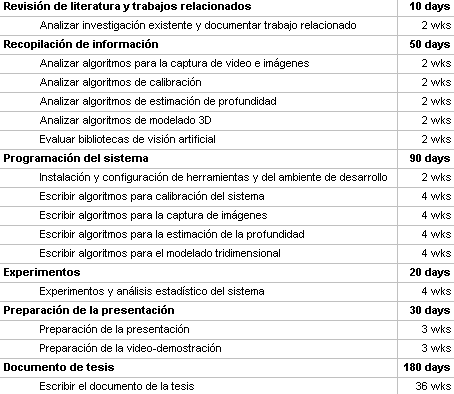 Revisión de literatura y trabajos relacionados 10 days
Analizar investigación existente y documentar trabajo relacionado 2 wks
Recopilación de información 50 days
Analizar algoritmos para la captura de video e imágenes 2 wks
Analizar algoritmos de calibración 2 wks
Analizar algoritmos de estimación de profundidad 2 wks
Analizar algoritmos de modelado 3D 2 wks
Evaluar bibliotecas de visión artificial 2 wks
Programación del sistema 90 days
Instalación y configuración de herramientas y del ambiente de desarrollo 2 wks
Escribir algoritmos para calibración del sistema 4 wks
Escribir algoritmos para la captura de imágenes 4 wks
Escribir algoritmos para la estimación de la profundidad 4 wks
Escribir algoritmos para el modelado tridimensional 4 wks
Experimentos 20 days
Experimentos y análisis estadístico del sistema 4 wks
Preparación de la presentación 30 days
Preparación de la presentación 3 wks
Preparación de la video-demostración 3 wks
Documento de tesis 180 days
Escribir el documento de la tesis 36 wks